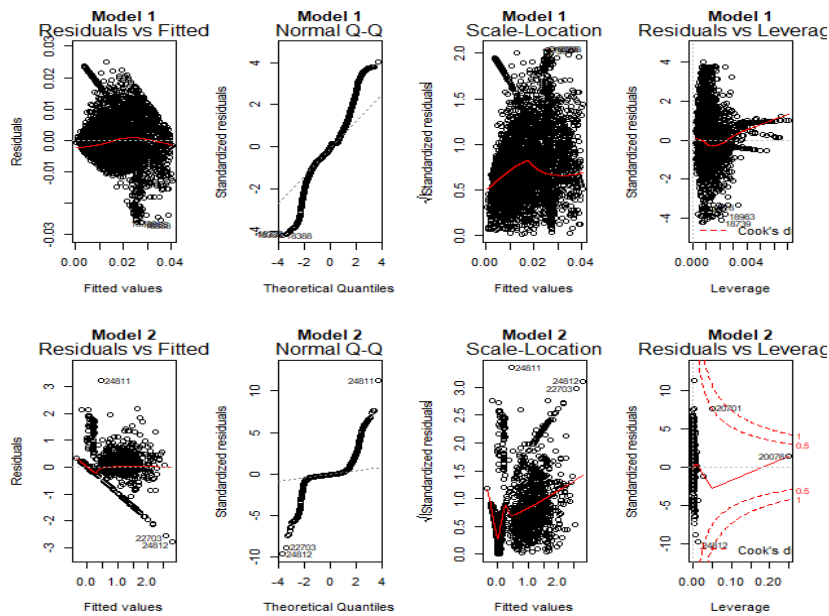 Model 1
Residuals vs Fitted
Residuals
0.03
0.02
0.01
-0.001
-0.01
-0.03
0.00 0.02 0.04
Fitted values
Model 1
Normal Q-Q
Standardized residuals
4
2
0
-2
-4
18388
-4 -2 0 2 4
Theoretical Quantiles
Model 1
Scale-Location
√|Standardized residuals|
2.0
1.5
1.0
0.5
0.0
0.00 0.02 0.04
Fitted values
Model 1
Residuals vs Leverage
Standardized residuals
4
2
0
-2
-4
18963
18739
Cook's d
0.000 0.004
Leverage
Model 2
Residuals vs Fitted
Residuals
3
2
1
0
-1
-3
24811
22703
24812
0.0 1.0 2.0
Fitted values
Model 2
Normal Q-Q
Standardized residuals
10
5
0
-5
-10
24811
22703
24812
-4 -2 0 2 4
Theoretical Quantiles
Model 2
Scale-Location
√|Standardized residuals|
3.0
2.5
2.0
1.5
1.0
0.5
0.0
24811
24812
22703
0.0 1.0 2.0
Fitted values
Model 2
Residuals vs Leverage
Standardized residuals
10
5
0
-5
-10
20701
20076
24812
1
0.5
0.5
1
Cook's d
0.00 0.10 0.20
Leverage